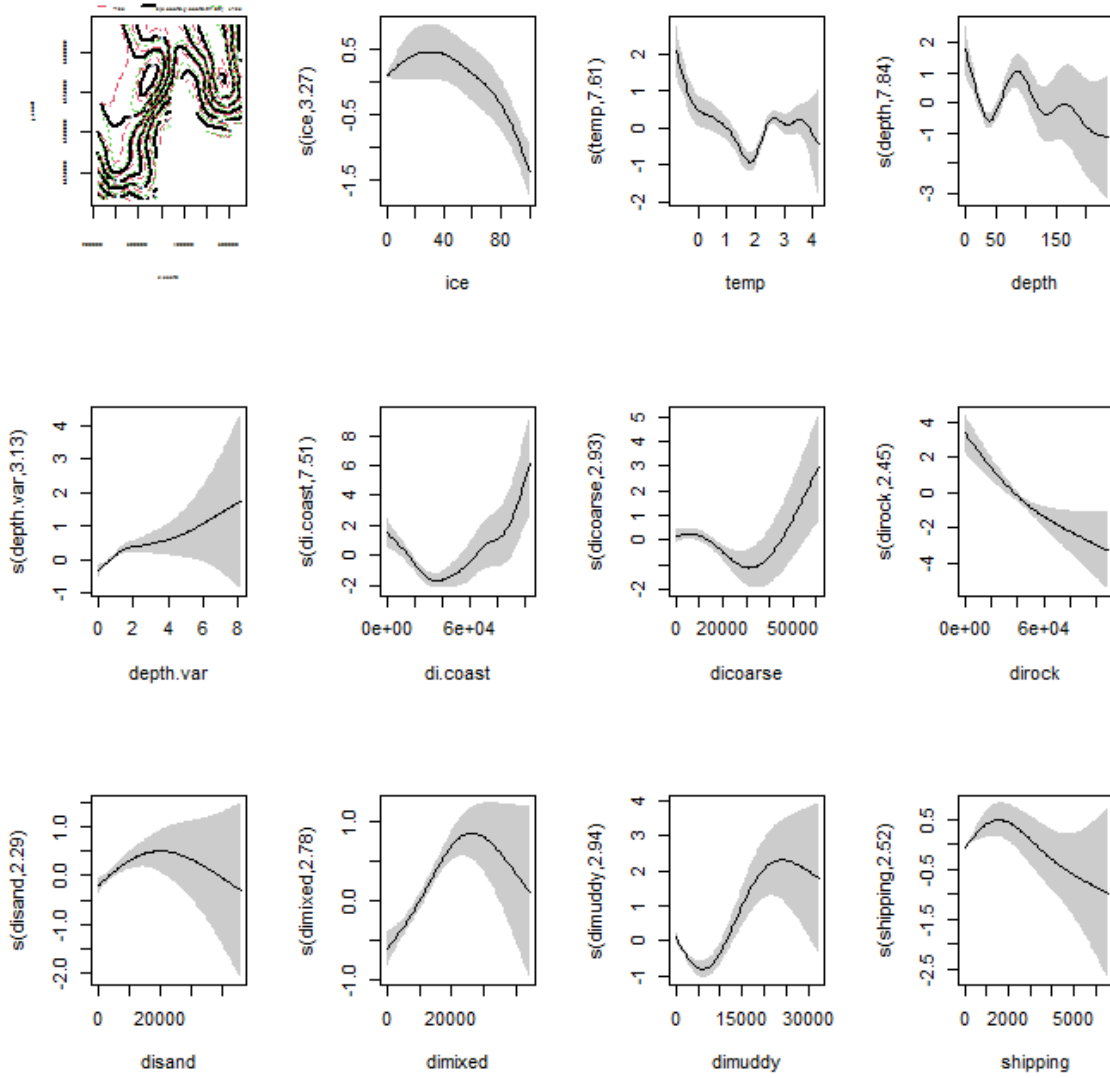 s(ice,3.27)
0.5
-0.5
-1.5
0 40 80
ice
s(temp,7.61)
2
1
0
-1
-2
0 1 2 3 4
temp
s(depth,7.84)
2
1
0
-1
-3
0 50 150
depth
s(depth.var,3.13)
4
3
2
1
0
-1
0 2 4 6 8
depth.var
s(di.coast,7.51)
8
6
4
2
0
-2
0e+00 6e+04
di.coast
s(dicoarse,2.93)
5
4
3
2
1
0
-2
0 20000 50000
dicoarse
s(dirock,2.45)
4
2
0
-2
-4
0e+00 6e+04
dirock
s(disand,2.29)
1.0
0.0
-1.0
-2.0
0 20000
disand
s(dimixed,2.78)
1.0
0.0
-1.0
0 20000
dimixed
s(dimuddy,2.94)
4
3
2
1
0
-1
0 15000 30000
dimuddy
s(shipping,2.52)
0.5
-0.5
-1.5
-2.5
0 2000 5000
shipping